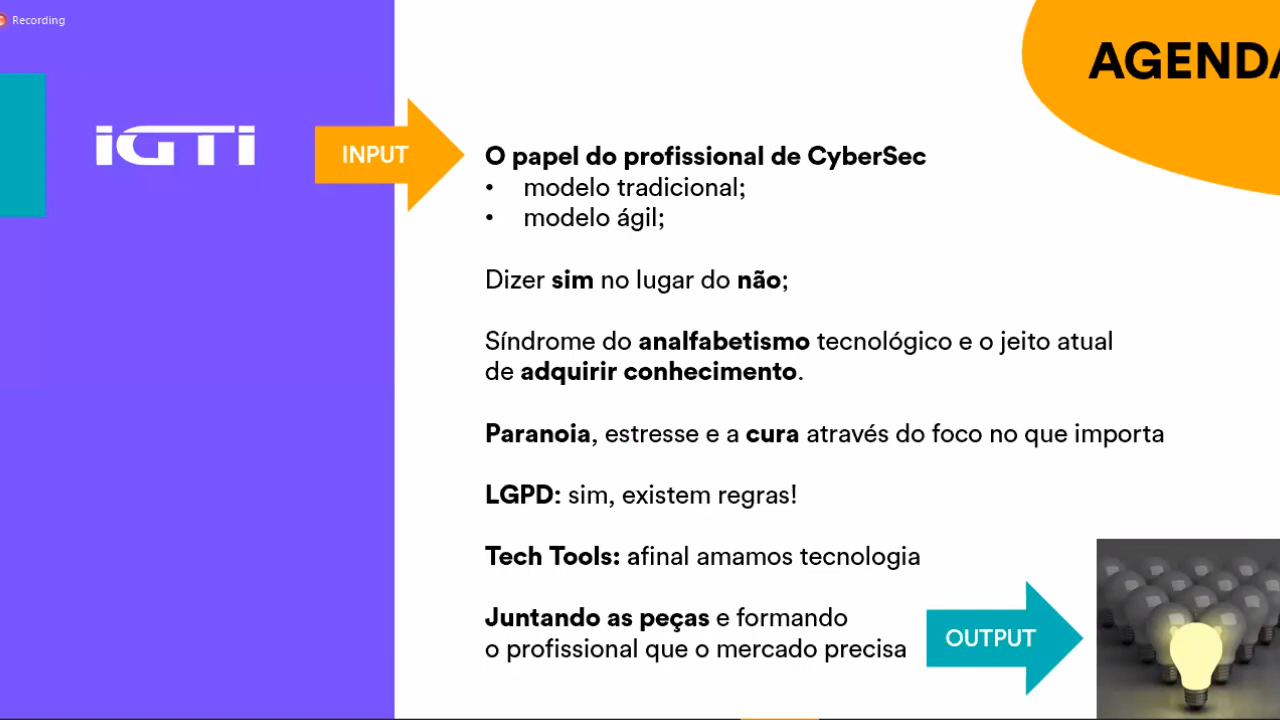 Recording
AGENDA
iGTi
INPUT
O papel do profissional de CyberSec
• modelo tradicional;
• modelo ágil;
Dizer sim no lugar do não;
Síndrome do analfabetismo tecnológico e o jeito atual
de adquirir conhecimento.
Paranoia, estresse e a cura através do foco no que importa
LGPD: sim, existem regras!
Tech Tools: afinal amamos tecnologia
Juntando as peças e formando
o profissional que o mercado precisa
OUTPUT